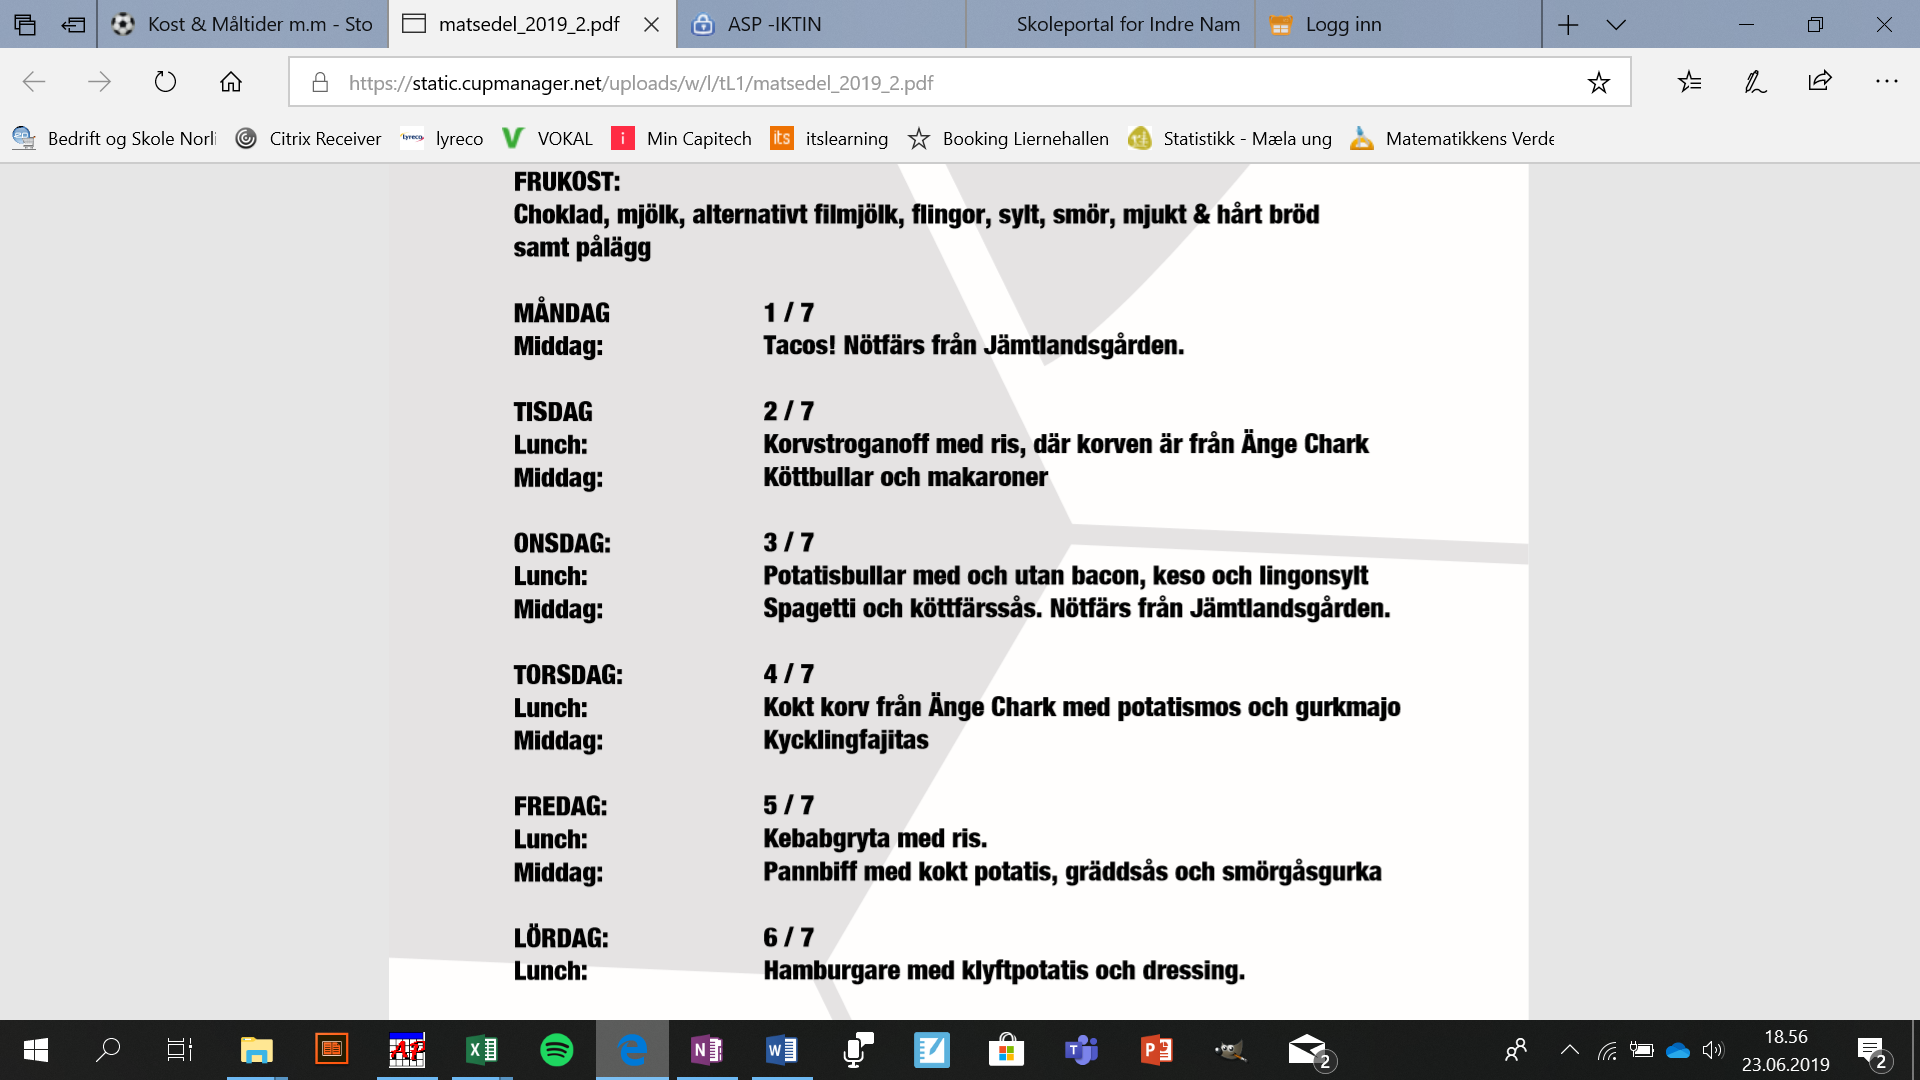 Kost & Måltider m.m - Sto
matsedel_2019_2.pdf
ASP -IKTIN
Skoleportal for Indre Nam
Logg inn
https://static.cupmanager.net/uploads/w/l/tL1/matsedel_2019_2.pdf
Bedrift og Skole Norli
Citrix Receiver
lyreco
VOKAL
Min Capitech
itslearning
Booking Liernehallen
Statistikk - Mæla ung
Matematikkens Verde
FRUKOST:
Choklad, mjölk, alternativt filmjölk, flingor, sylt, smör, mjukt & hårt bröd
samt pålägg
MÅNDAG 1 / 7
Middag: Tacos! Nötfärs från Jämtlandsgården.
TISDAG 2 / 7
Lunch: Korvstroganoff med ris, där korven är från Änge Chark
Middag: Köttbullar och makaroner
ONSDAG: 3 / 7
Lunch: Potatisbullar med och utan bacon, keso och lingonsylt
Middag: Spagetti och köttfärssås. Nötfärs från Jämtlandsgården.
TORSDAG: 4 / 7
Lunch: Kokt korv från Änge Chark med potatismos och gurkmajo
Middag: Kycklingfajitas
FREDAG: 5 / 7
Lunch: Kebabgryta med ris.
Middag: Pannbiff med kokt potatis, gräddsås och smörgåsgurka
LÖRDAG: 6 / 7
Lunch: Hamburgare med klyftpotatis och dressing.
18.56
23.06.2019
2
2